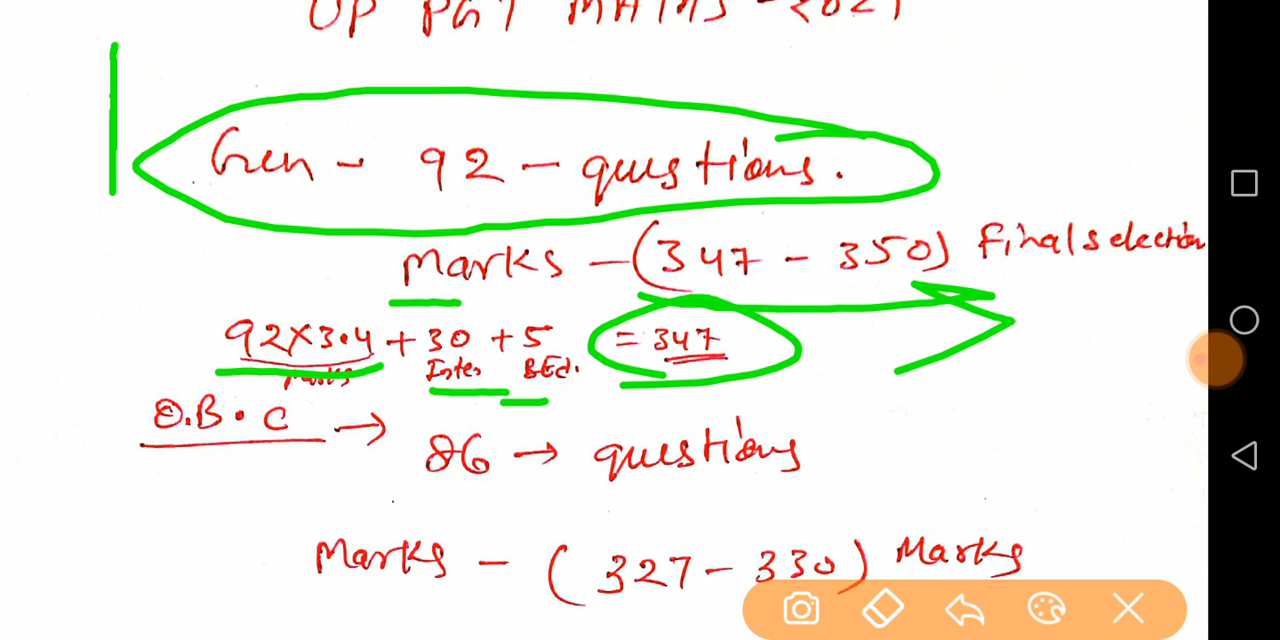 UP PGT MATHS - 2021
Gen - 92 - questions.
Marks - (347 - 350) Final selection
92×3.4 + 30 + 5 = 347
marks Inter B.Ed.
O.B.C → 86 → questions
Marks - (327 - 330) Marks